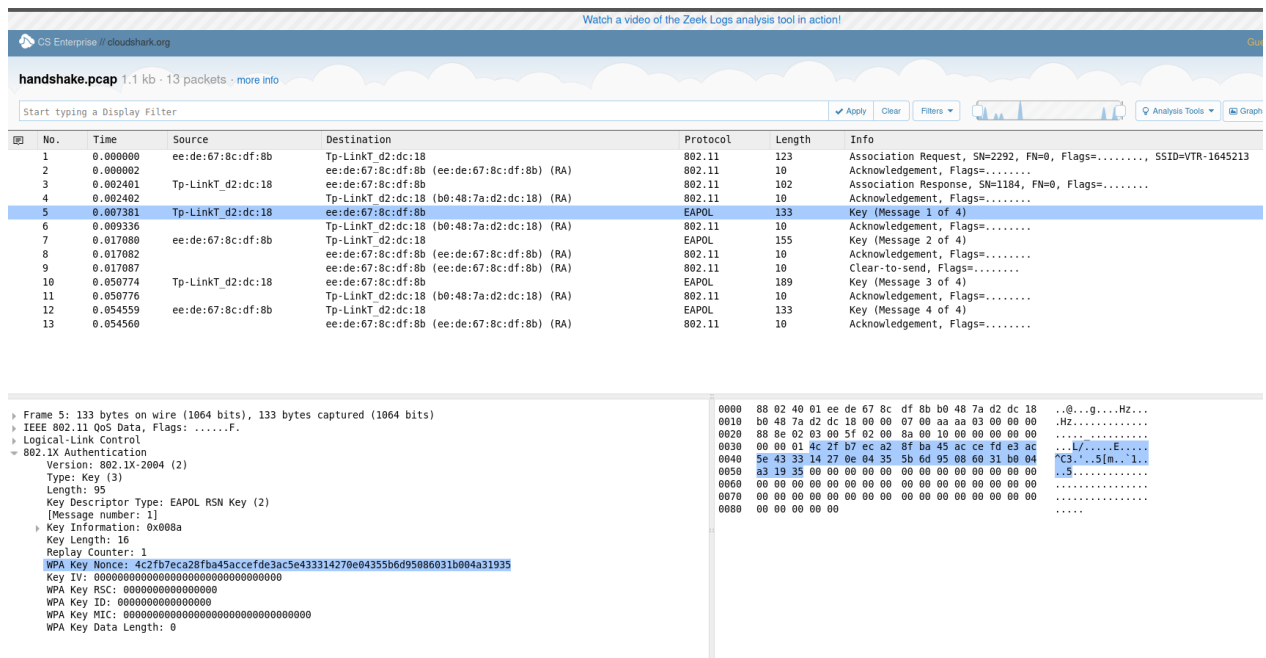 Watch a video of the Zeek Logs analysis tool in action!
CS Enterprise // cloudshark.org Gue
handshake.pcap 1.1 kb · 13 packets · more info
Start typing a Display Filter Apply Clear Filters Analysis Tools Graph
No. Time Source Destination Protocol Length Info
1 0.000000 ee:de:67:8c:df:8b Tp-LinkT_d2:dc:18 802.11 123 Association Request, SN=2292, FN=0, Flags=........, SSID=VTR-1645213
2 0.000002 ee:de:67:8c:df:8b (ee:de:67:8c:df:8b) (RA) 802.11 10 Acknowledgement, Flags=........
3 0.002401 Tp-LinkT_d2:dc:18 ee:de:67:8c:df:8b 802.11 102 Association Response, SN=1184, FN=0, Flags=........
4 0.002402 Tp-LinkT_d2:dc:18 (b0:48:7a:d2:dc:18) (RA) 802.11 10 Acknowledgement, Flags=........
5 0.007381 Tp-LinkT_d2:dc:18 ee:de:67:8c:df:8b EAPOL 133 Key (Message 1 of 4)
6 0.009336 Tp-LinkT_d2:dc:18 (b0:48:7a:d2:dc:18) (RA) 802.11 10 Acknowledgement, Flags=........
7 0.017080 ee:de:67:8c:df:8b Tp-LinkT_d2:dc:18 EAPOL 155 Key (Message 2 of 4)
8 0.017082 ee:de:67:8c:df:8b (ee:de:67:8c:df:8b) (RA) 802.11 10 Acknowledgement, Flags=........
9 0.017087 ee:de:67:8c:df:8b (ee:de:67:8c:df:8b) (RA) 802.11 10 Clear-to-send, Flags=........
10 0.050774 Tp-LinkT_d2:dc:18 ee:de:67:8c:df:8b EAPOL 189 Key (Message 3 of 4)
11 0.050776 Tp-LinkT_d2:dc:18 (b0:48:7a:d2:dc:18) (RA) 802.11 10 Acknowledgement, Flags=........
12 0.054559 ee:de:67:8c:df:8b Tp-LinkT_d2:dc:18 EAPOL 133 Key (Message 4 of 4)
13 0.054560 ee:de:67:8c:df:8b (ee:de:67:8c:df:8b) (RA) 802.11 10 Acknowledgement, Flags=........
Frame 5: 133 bytes on wire (1064 bits), 133 bytes captured (1064 bits)
IEEE 802.11 QoS Data, Flags: ......F.
Logical-Link Control
802.1X Authentication
Version: 802.1X-2004 (2)
Type: Key (3)
Length: 95
Key Descriptor Type: EAPOL RSN Key (2)
[Message number: 1]
Key Information: 0x008a
Key Length: 16
Replay Counter: 1
WPA Key Nonce: 4c2fb7eca28fba45accefde3ac5e433314270e04355b6d95086031b004a31935
Key IV: 00000000000000000000000000000000
WPA Key RSC: 0000000000000000
WPA Key ID: 0000000000000000
WPA Key MIC: 00000000000000000000000000000000
WPA Key Data Length: 0
0000 88 02 40 01 ee de 67 8c df 8b b0 48 7a d2 dc 18 ..@...g....Hz...
0010 b0 48 7a d2 dc 18 00 00 07 00 aa aa 03 00 00 00 .Hz.............
0020 88 8e 02 03 00 5f 02 00 8a 00 10 00 00 00 00 00 ....._..........
0030 00 00 01 4c 2f b7 ec a2 8f ba 45 ac ce fd e3 ac ...L/.....E.....
0040 5e 43 33 14 27 0e 04 35 5b 6d 95 08 60 31 b0 04 ^C3.'..5[m..`1..
0050 a3 19 35 00 00 00 00 00 00 00 00 00 00 00 00 00 ..5.............
0060 00 00 00 00 00 00 00 00 00 00 00 00 00 00 00 00 ................
0070 00 00 00 00 00 00 00 00 00 00 00 00 00 00 00 00 ................
0080 00 00 00 00 00 .....